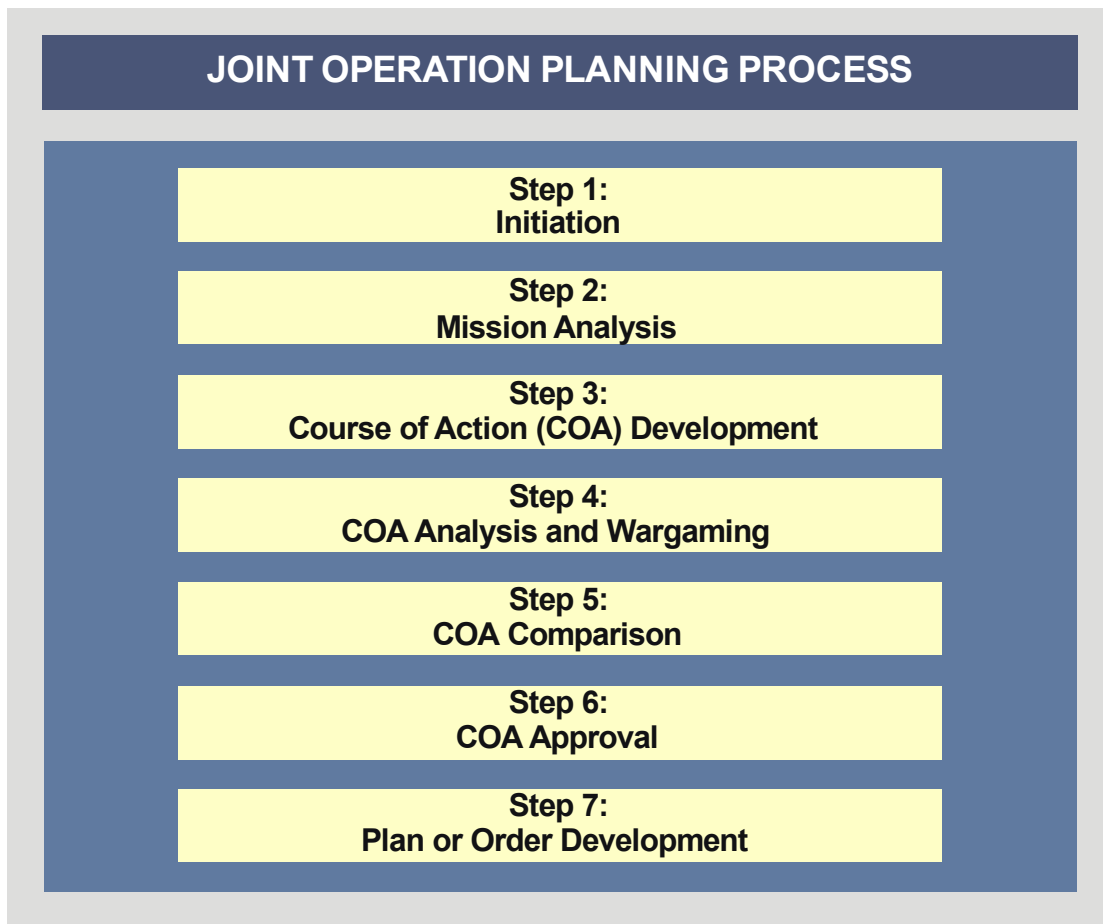 JOINT OPERATION PLANNING PROCESS
Step 1:
Initiation
Step 2:
Mission Analysis
Step 3:
Course of Action (COA) Development
Step 4:
COA Analysis and Wargaming
Step 5:
COA Comparison
Step 6:
COA Approval
Step 7:
Plan or Order Development